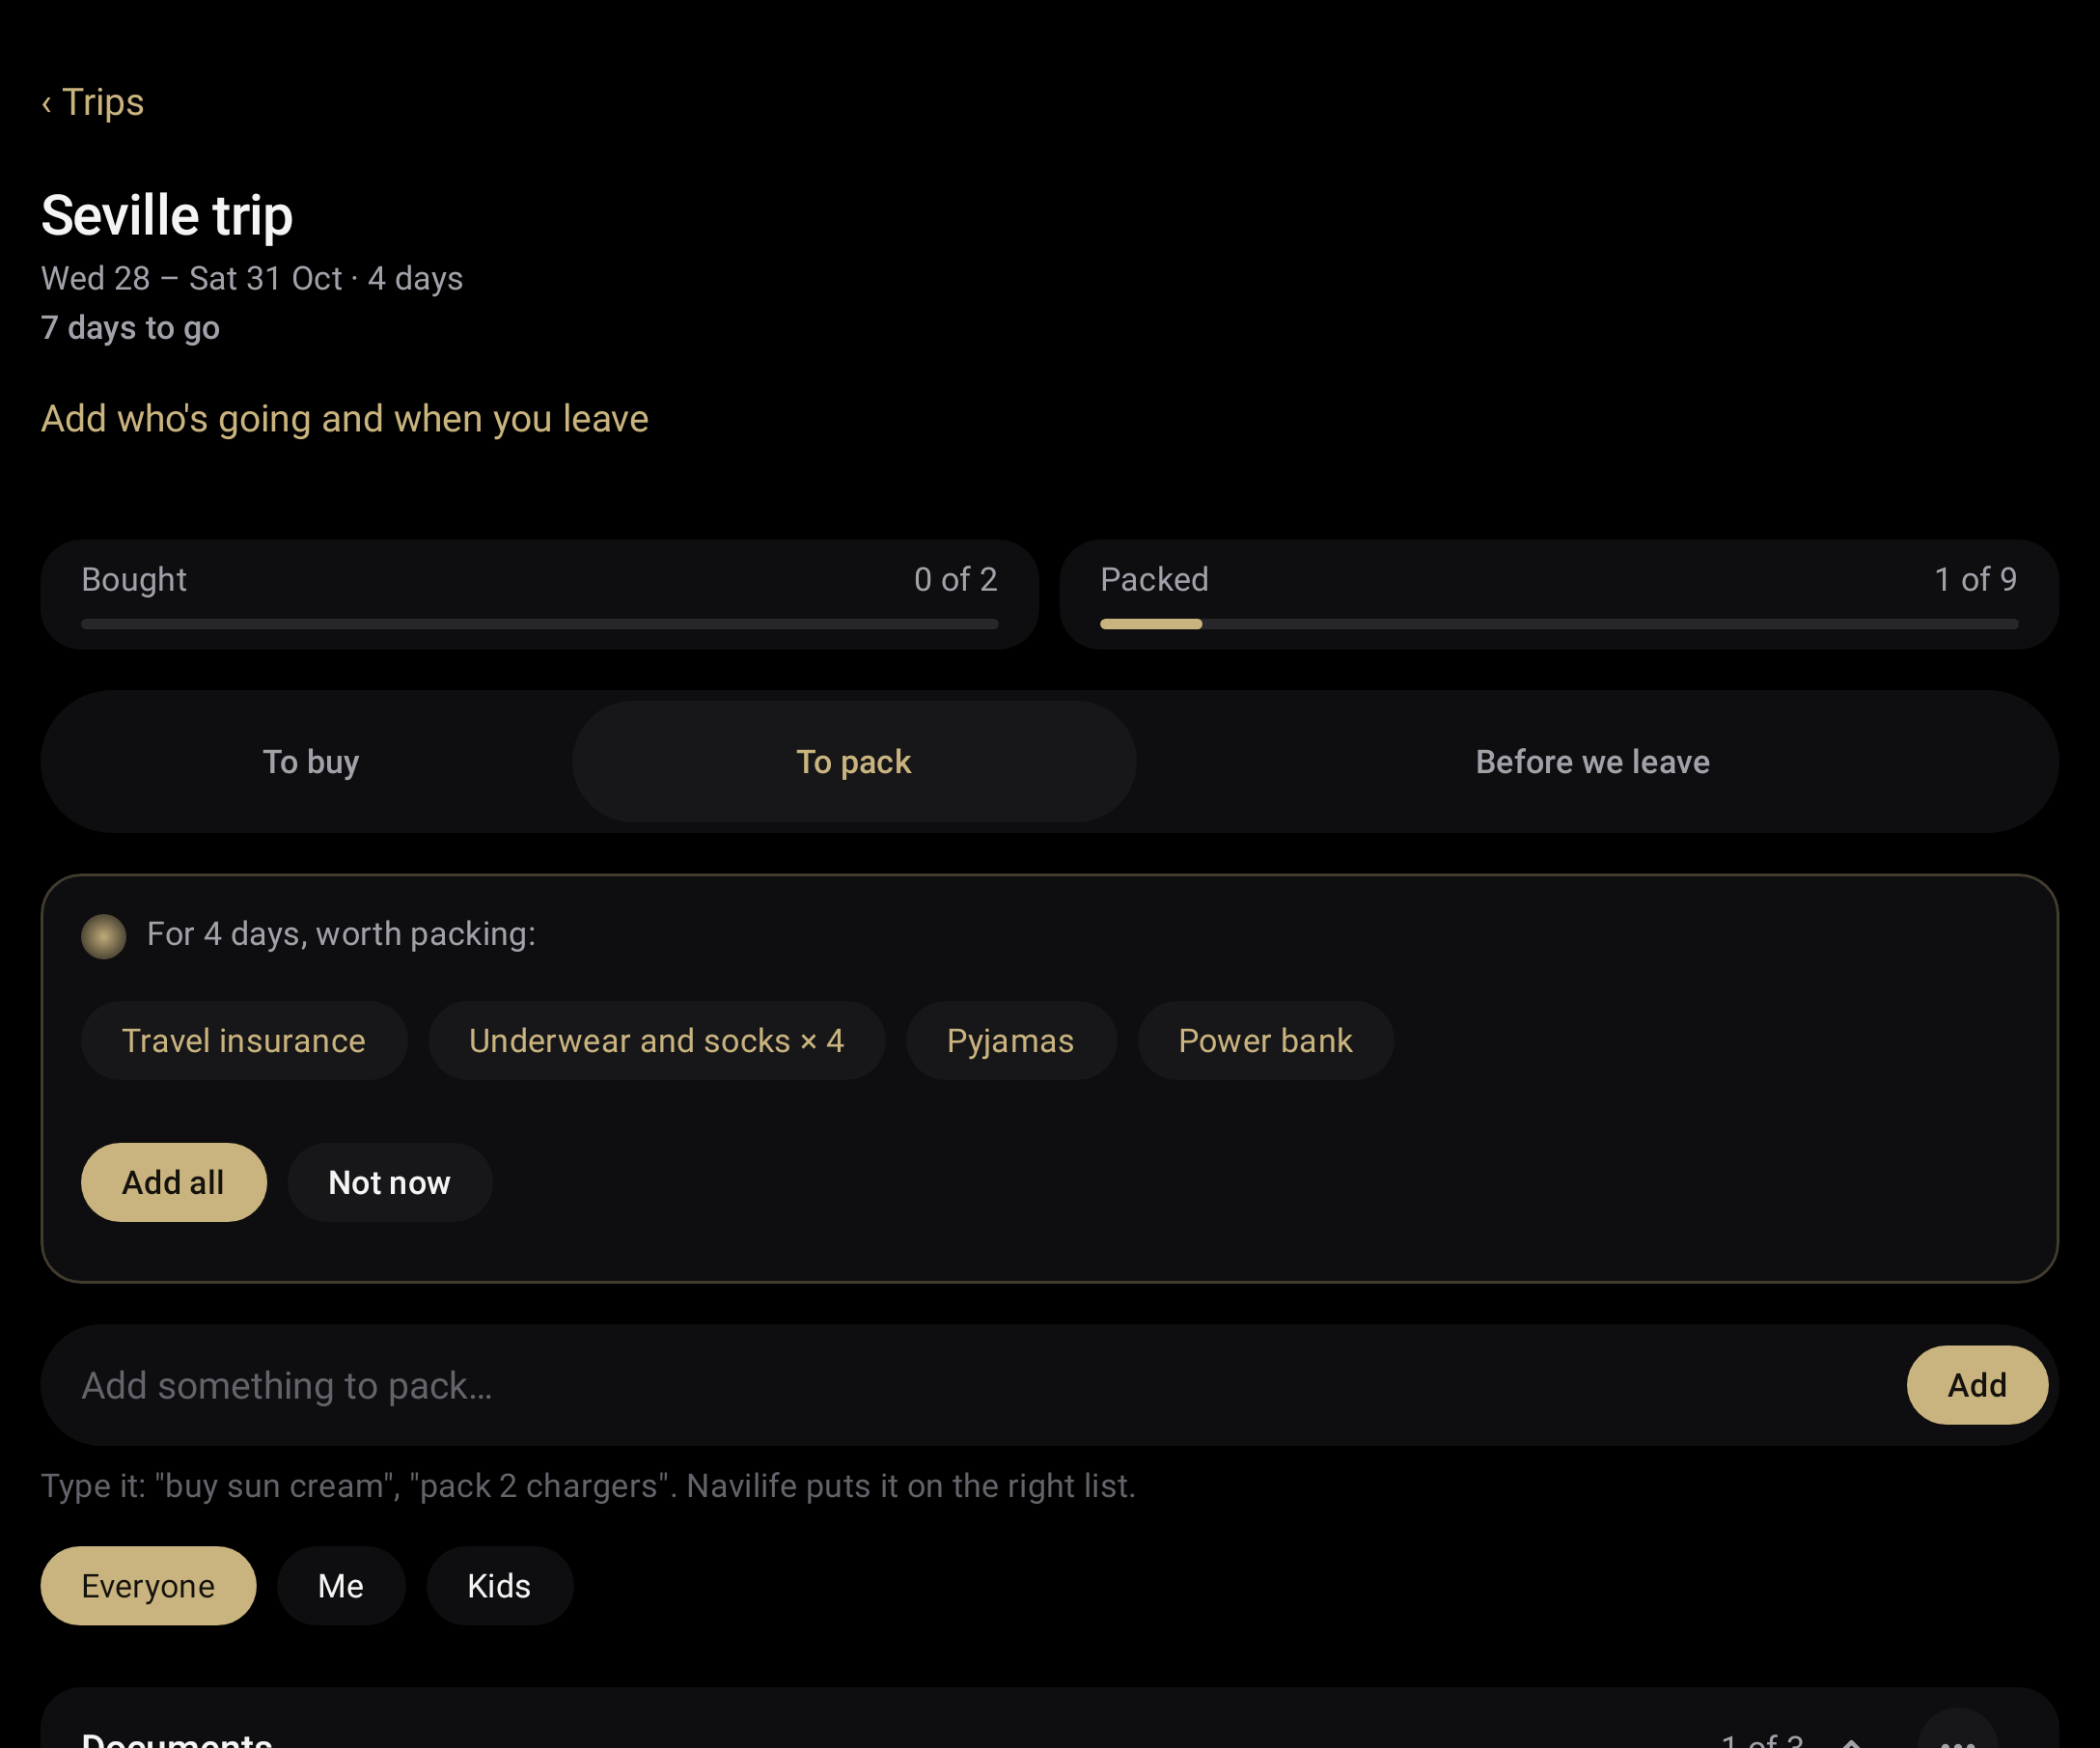 ‹ Trips
Seville trip
Wed 28 – Sat 31 Oct · 4 days
7 days to go
Add who's going and when you leave
Bought 0 of 2
Packed 1 of 9
To buy To pack Before we leave
For 4 days, worth packing:
Travel insurance Underwear and socks × 4 Pyjamas Power bank
Add all Not now
Add something to pack… Add
Type it: "buy sun cream", "pack 2 chargers". Navilife puts it on the right list.
Everyone Me Kids
Documents 1 of 3